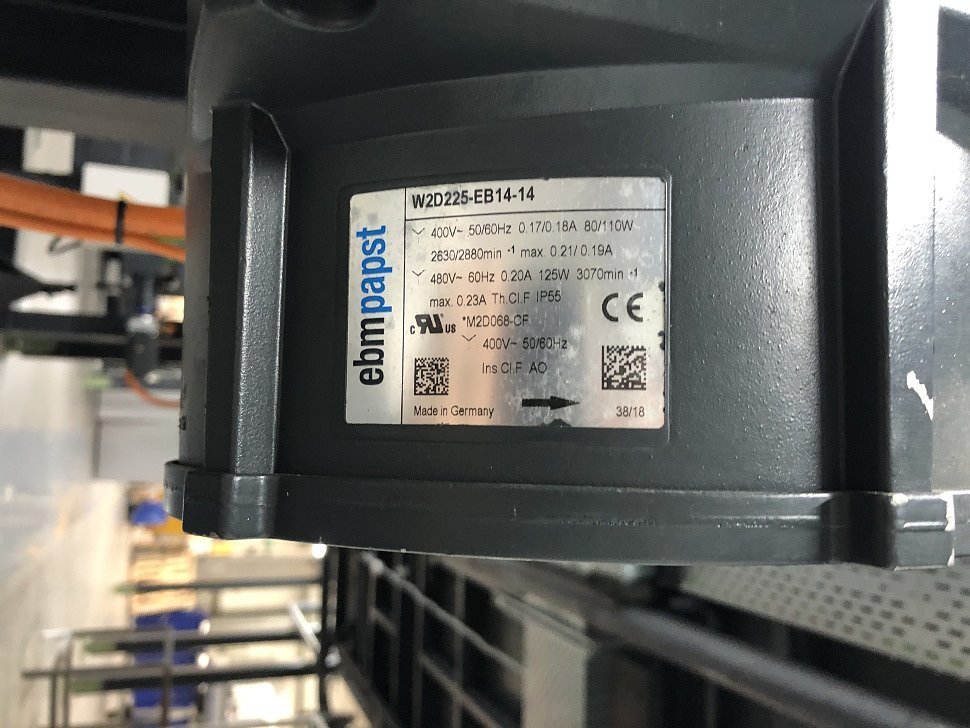 ebmpapst
W2D225-EB14-14
400V~ 50/60Hz 0.17/0.18A 80/110W
2630/2880min -1 max. 0.21/ 0.19A
480V~ 60Hz 0.20A 125W 3070min -1
max. 0.23A Th.Cl.F IP55
CE
c RU US *M2D068-CF
400V~ 50/60Hz
Ins.Cl.F AO
Made in Germany
38/18